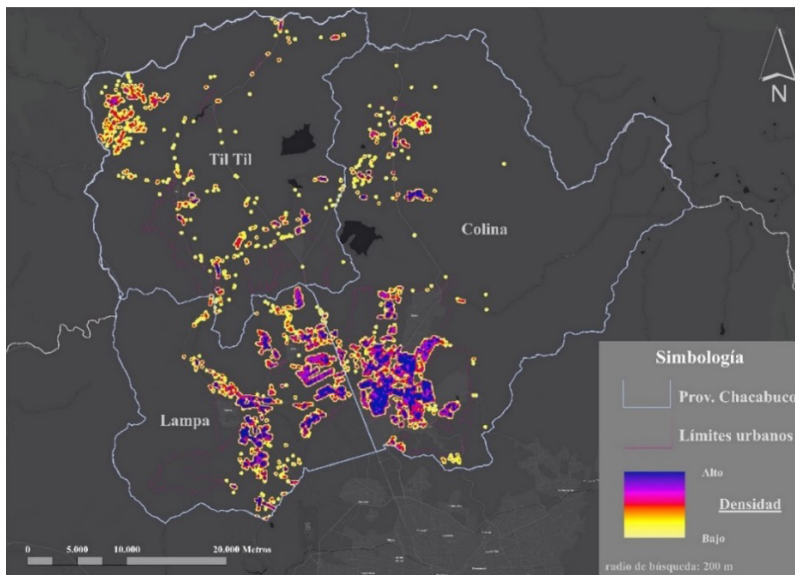 N
Til Til
Colina
Lampa
Simbología
Prov. Chacabuco
Límites urbanos
Alto
Densidad
Bajo
radio de búsqueda: 200 m
0 5.000 10.000 20.000 Metros